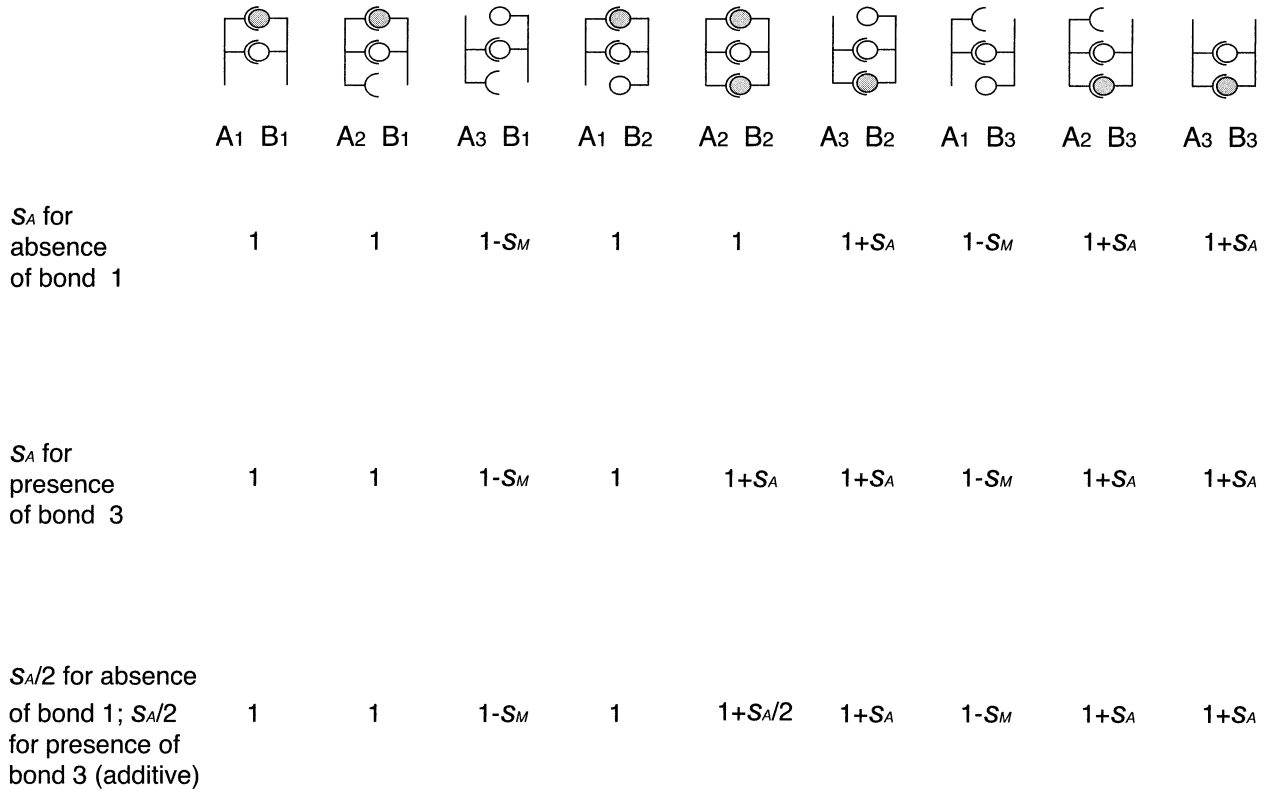 A1 B1 A2 B1 A3 B1 A1 B2 A2 B2 A3 B2 A1 B3 A2 B3 A3 B3
SA for
absence
of bond 1
1 1 1-SM 1 1 1+SA 1-SM 1+SA 1+SA
SA for
presence
of bond 3
1 1 1-SM 1 1+SA 1+SA 1-SM 1+SA 1+SA
SA/2 for absence
of bond 1; SA/2
for presence of
bond 3 (additive)
1 1 1-SM 1 1+SA/2 1+SA 1-SM 1+SA 1+SA